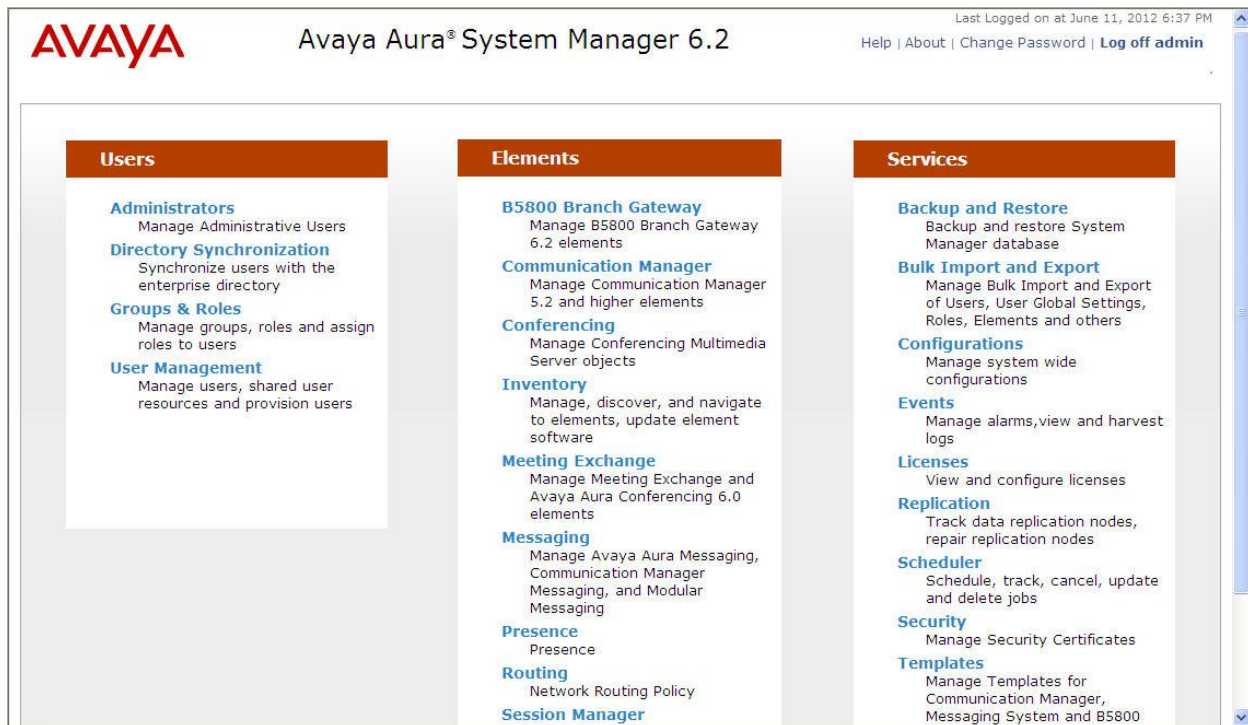 AVAYA
Avaya Aura® System Manager 6.2
Last Logged on at June 11, 2012 6:37 PM
Help | About | Change Password | Log off admin
Users
Administrators
Manage Administrative Users
Directory Synchronization
Synchronize users with the
enterprise directory
Groups & Roles
Manage groups, roles and assign
roles to users
User Management
Manage users, shared user
resources and provision users
Elements
B5800 Branch Gateway
Manage B5800 Branch Gateway
6.2 elements
Communication Manager
Manage Communication Manager
5.2 and higher elements
Conferencing
Manage Conferencing Multimedia
Server objects
Inventory
Manage, discover, and navigate
to elements, update element
software
Meeting Exchange
Manage Meeting Exchange and
Avaya Aura Conferencing 6.0
elements
Messaging
Manage Avaya Aura Messaging,
Communication Manager
Messaging, and Modular
Messaging
Presence
Presence
Routing
Network Routing Policy
Session Manager
Services
Backup and Restore
Backup and restore System
Manager database
Bulk Import and Export
Manage Bulk Import and Export
of Users, User Global Settings,
Roles, Elements and others
Configurations
Manage system wide
configurations
Events
Manage alarms,view and harvest
logs
Licenses
View and configure licenses
Replication
Track data replication nodes,
repair replication nodes
Scheduler
Schedule, track, cancel, update
and delete jobs
Security
Manage Security Certificates
Templates
Manage Templates for
Communication Manager,
Messaging System and B5800